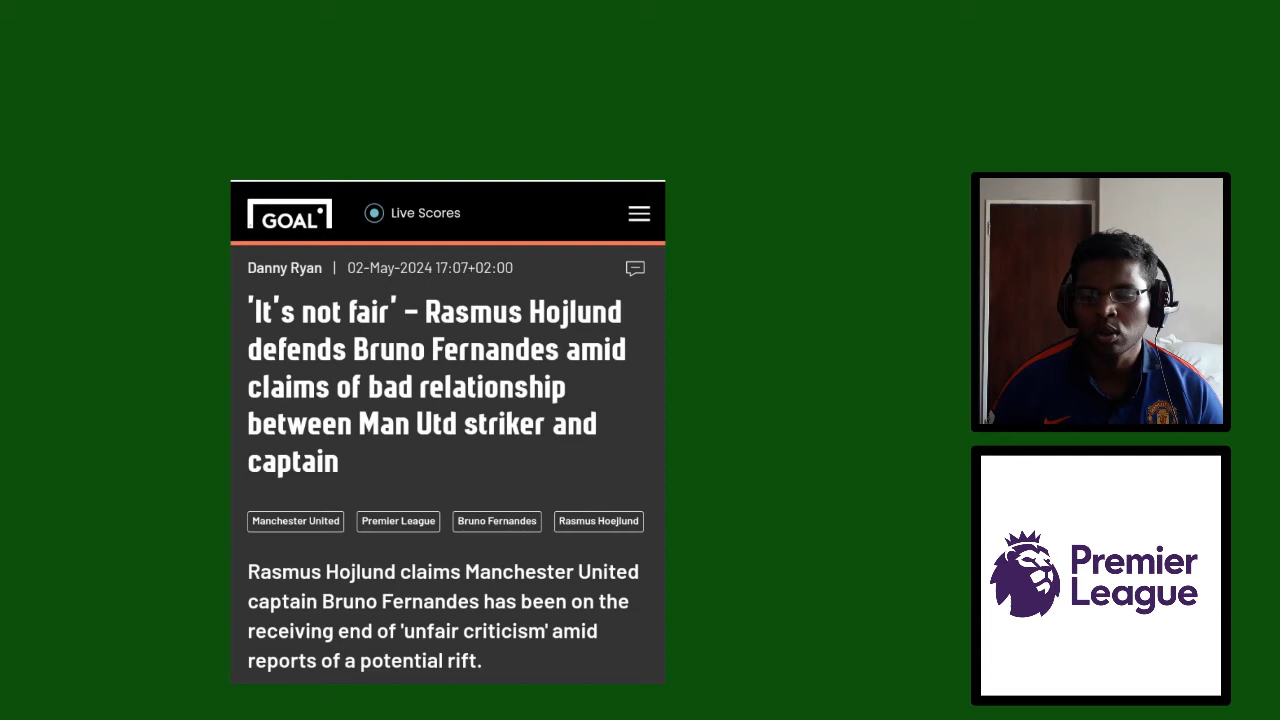 GOAL
Live Scores
Danny Ryan | 02-May-2024 17:07+02:00
'It's not fair' - Rasmus Hojlund
defends Bruno Fernandes amid
claims of bad relationship
between Man Utd striker and
captain
Manchester United Premier League Bruno Fernandes Rasmus Hoejlund
Rasmus Hojlund claims Manchester United
captain Bruno Fernandes has been on the
receiving end of 'unfair criticism' amid
reports of a potential rift.
Premier
League